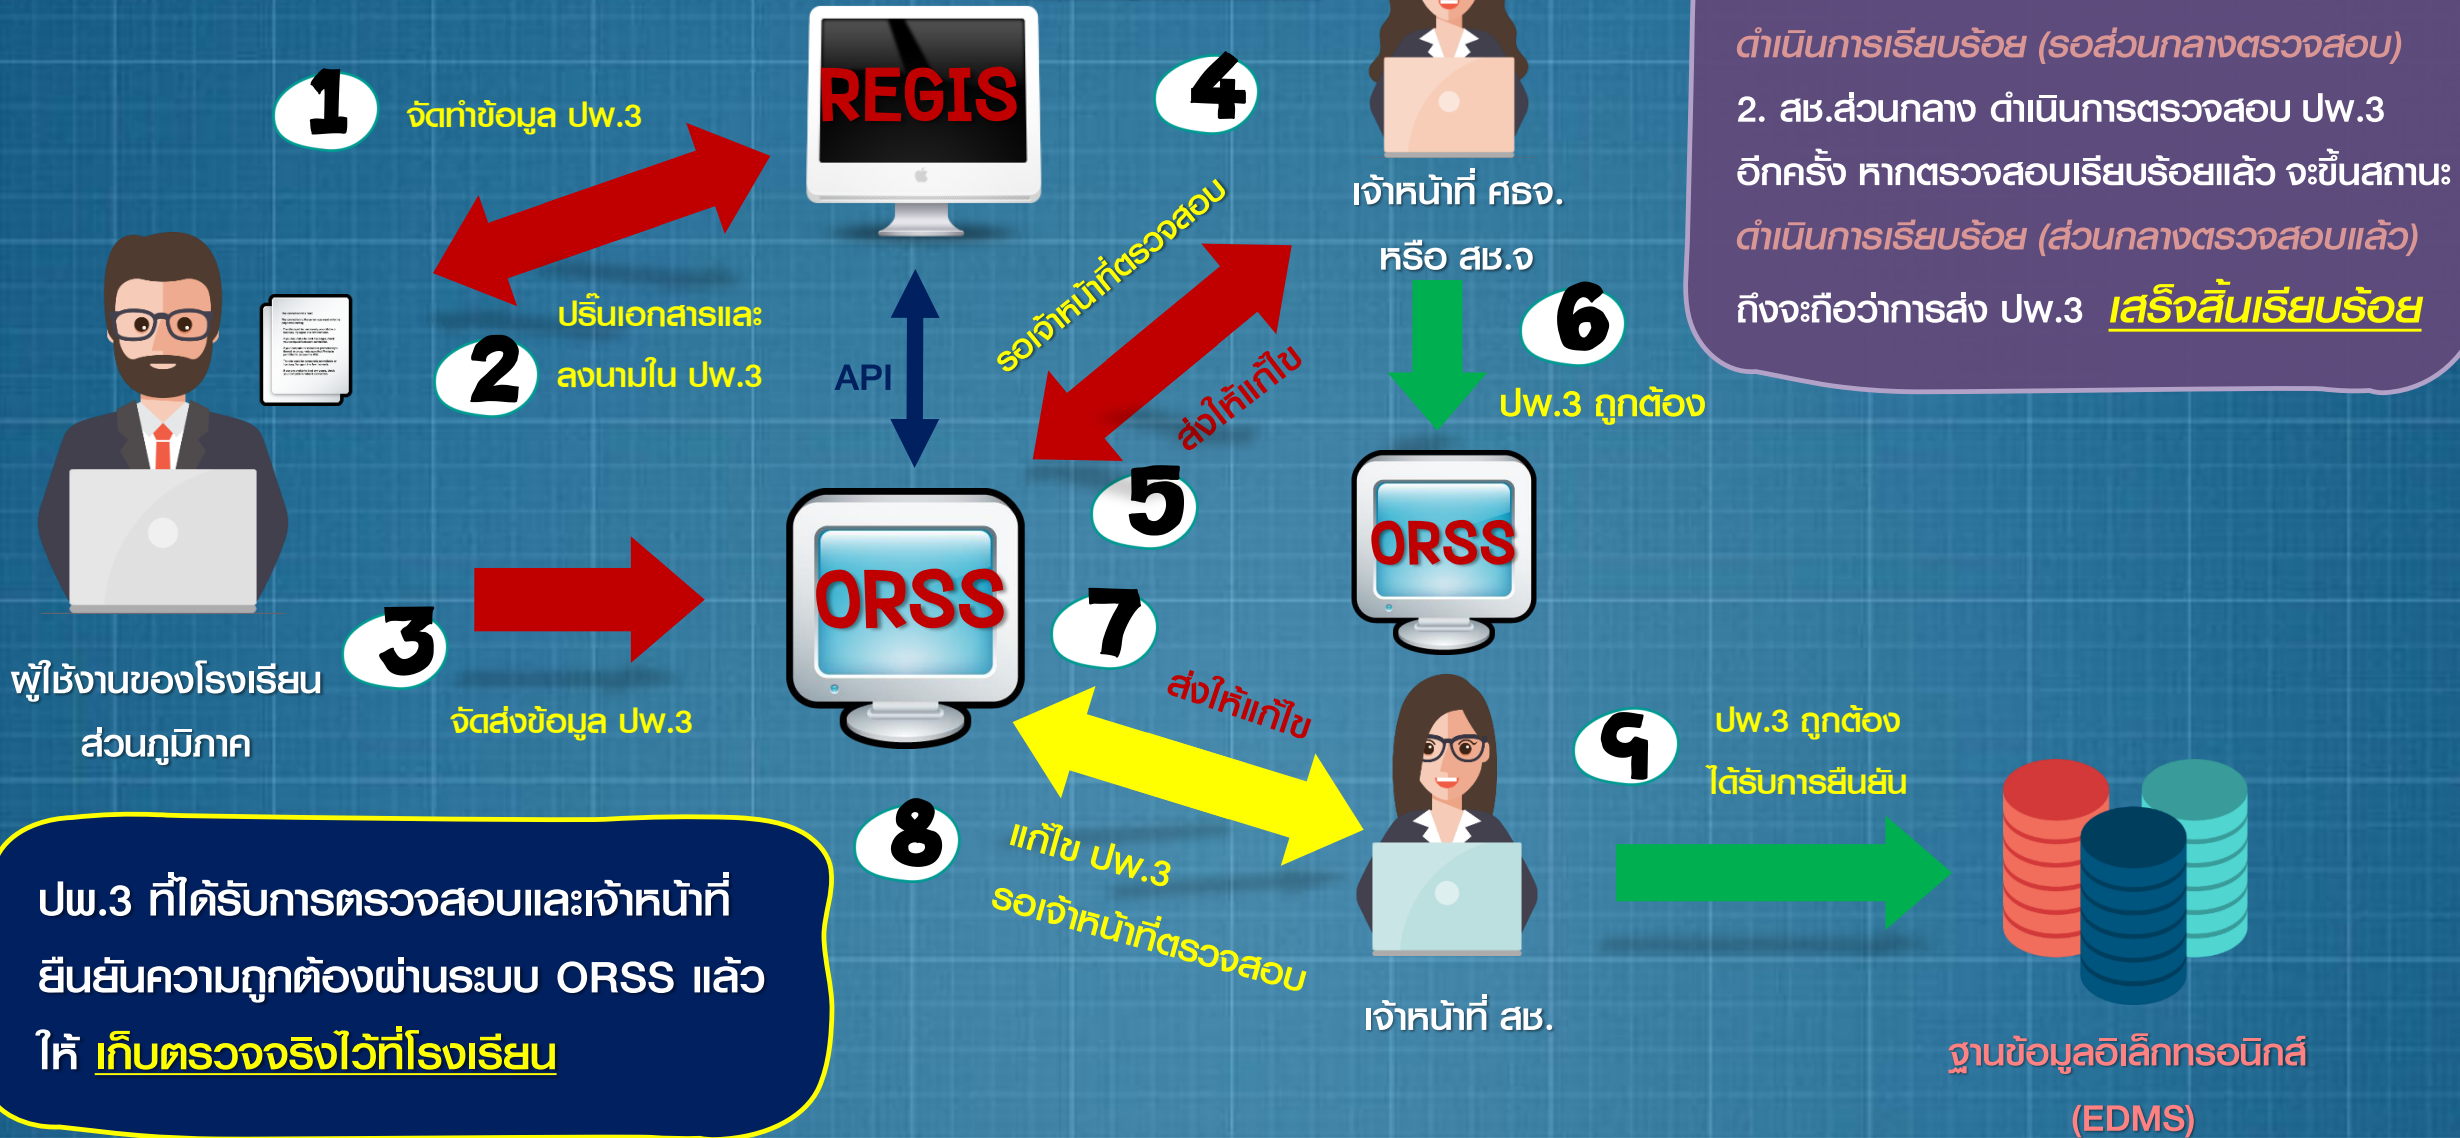 ดำเนินการเรียบร้อย (รอส่วนกลางตรวจสอบ)
2. สช.ส่วนกลาง ดำเนินการตรวจสอบ ปพ.3
อีกครั้ง หากตรวจสอบเรียบร้อยแล้ว จะขึ้นสถานะ
ดำเนินการเรียบร้อย (ส่วนกลางตรวจสอบแล้ว)
ถึงจะถือว่าการส่ง ปพ.3 เสร็จสิ้นเรียบร้อย
1
จัดทำข้อมูล ปพ.3
REGIS
4
เจ้าหน้าที่ ศธจ.
หรือ สช.จ
รอเจ้าหน้าที่ตรวจสอบ
2
ปริ๊นเอกสารและ
ลงนามใน ปพ.3
API
ส่งให้แก้ไข
5
6
ปพ.3 ถูกต้อง
ORSS
ผู้ใช้งานของโรงเรียน
ส่วนภูมิภาค
3
จัดส่งข้อมูล ปพ.3
ORSS
7
ส่งให้แก้ไข
8
แก้ไข ปพ.3
รอเจ้าหน้าที่ตรวจสอบ
เจ้าหน้าที่ สช.
9
ปพ.3 ถูกต้อง
ได้รับการยืนยัน
ฐานข้อมูลอิเล็กทรอนิกส์
(EDMS)
ปพ.3 ที่ได้รับการตรวจสอบและเจ้าหน้าที่
ยืนยันความถูกต้องผ่านระบบ ORSS แล้ว
ให้ เก็บตรวจจริงไว้ที่โรงเรียน